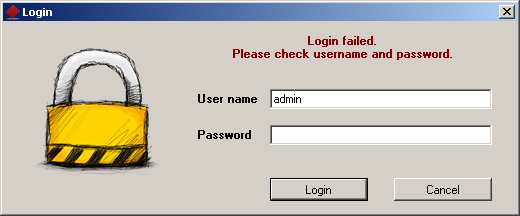 Login
Login failed.
Please check username and password.
User name
admin
Password
Login
Cancel